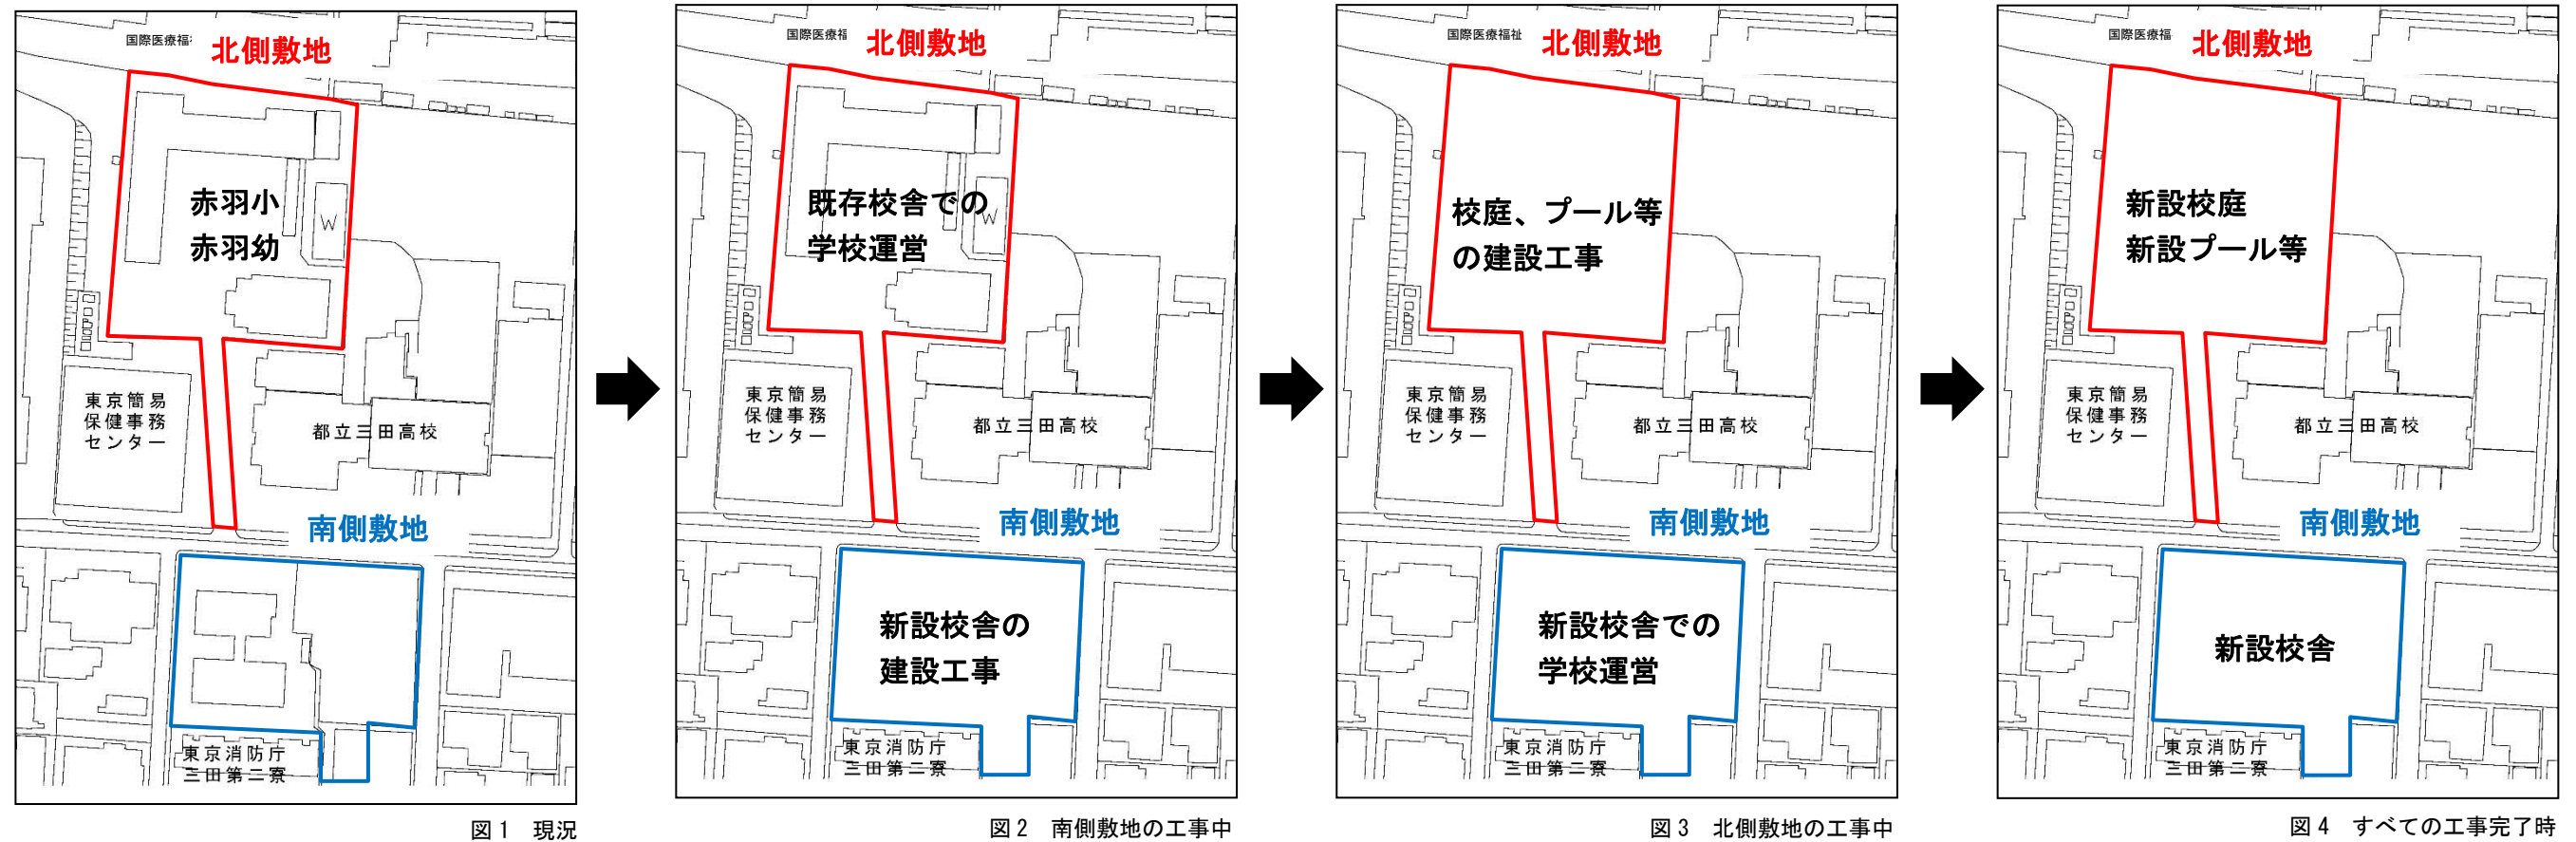 国際医療福
北側敷地
赤羽小
赤羽幼
W
東京簡易
保健事務
センター
都立三田高校
南側敷地
東京消防庁
三田第二寮
図1 現況
国際医療福
北側敷地
既存校舎での
学校運営
W
東京簡易
保健事務
センター
都立三田高校
南側敷地
新設校舎の
建設工事
東京消防庁
三田第二寮
図2 南側敷地の工事中
国際医療福祉
北側敷地
校庭、プール等
の建設工事
東京簡易
保健事務
センター
都立三田高校
南側敷地
新設校舎での
学校運営
東京消防庁
三田第二寮
図3 北側敷地の工事中
国際医療福
北側敷地
新設校庭
新設プール等
東京簡易
保健事務
センター
都立三田高校
南側敷地
新設校舎
東京消防庁
三田第二寮
図4 すべての工事完了時